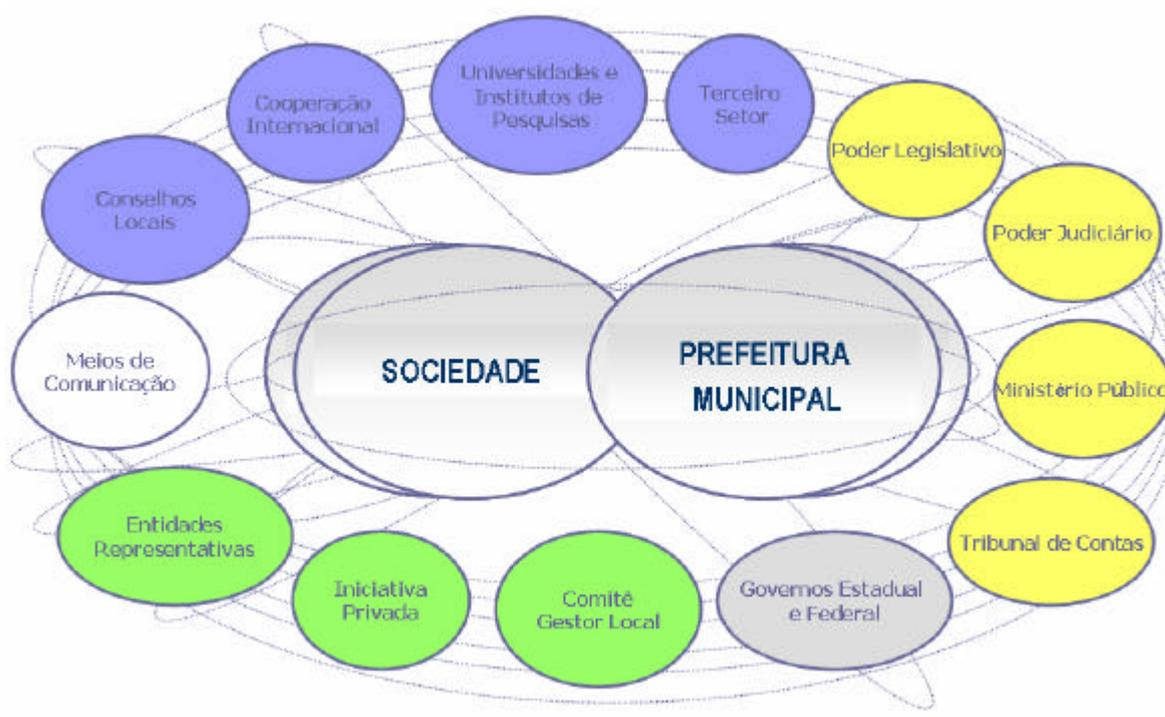 Universidades e
Institutos de
Pesquisas
Terceiro
Setor
Cooperação
Internacional
Poder Legislativo
Conselhos
Locais
Poder Judiciário
Meios de
Comunicação
SOCIEDADE
PREFEITURA
MUNICIPAL
Ministério Público
Entidades
Representativas
Tribunal de Contas
Iniciativa
Privada
Comitê
Gestor Local
Governos Estadual
e Federal